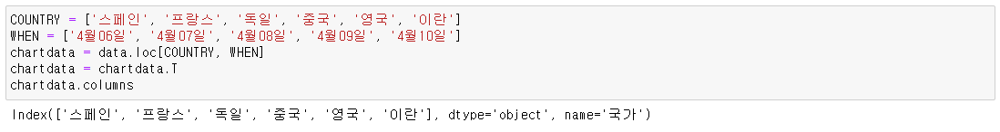 COUNTRY = ['스페인', '프랑스', '독일', '중국', '영국', '이란']
WHEN = ['4월06일', '4월07일', '4월08일', '4월09일', '4월10일']
chartdata = data.loc[COUNTRY, WHEN]
chartdata = chartdata.T
chartdata.columns
Index(['스페인', '프랑스', '독일', '중국', '영국', '이란'], dtype='object', name='국가')